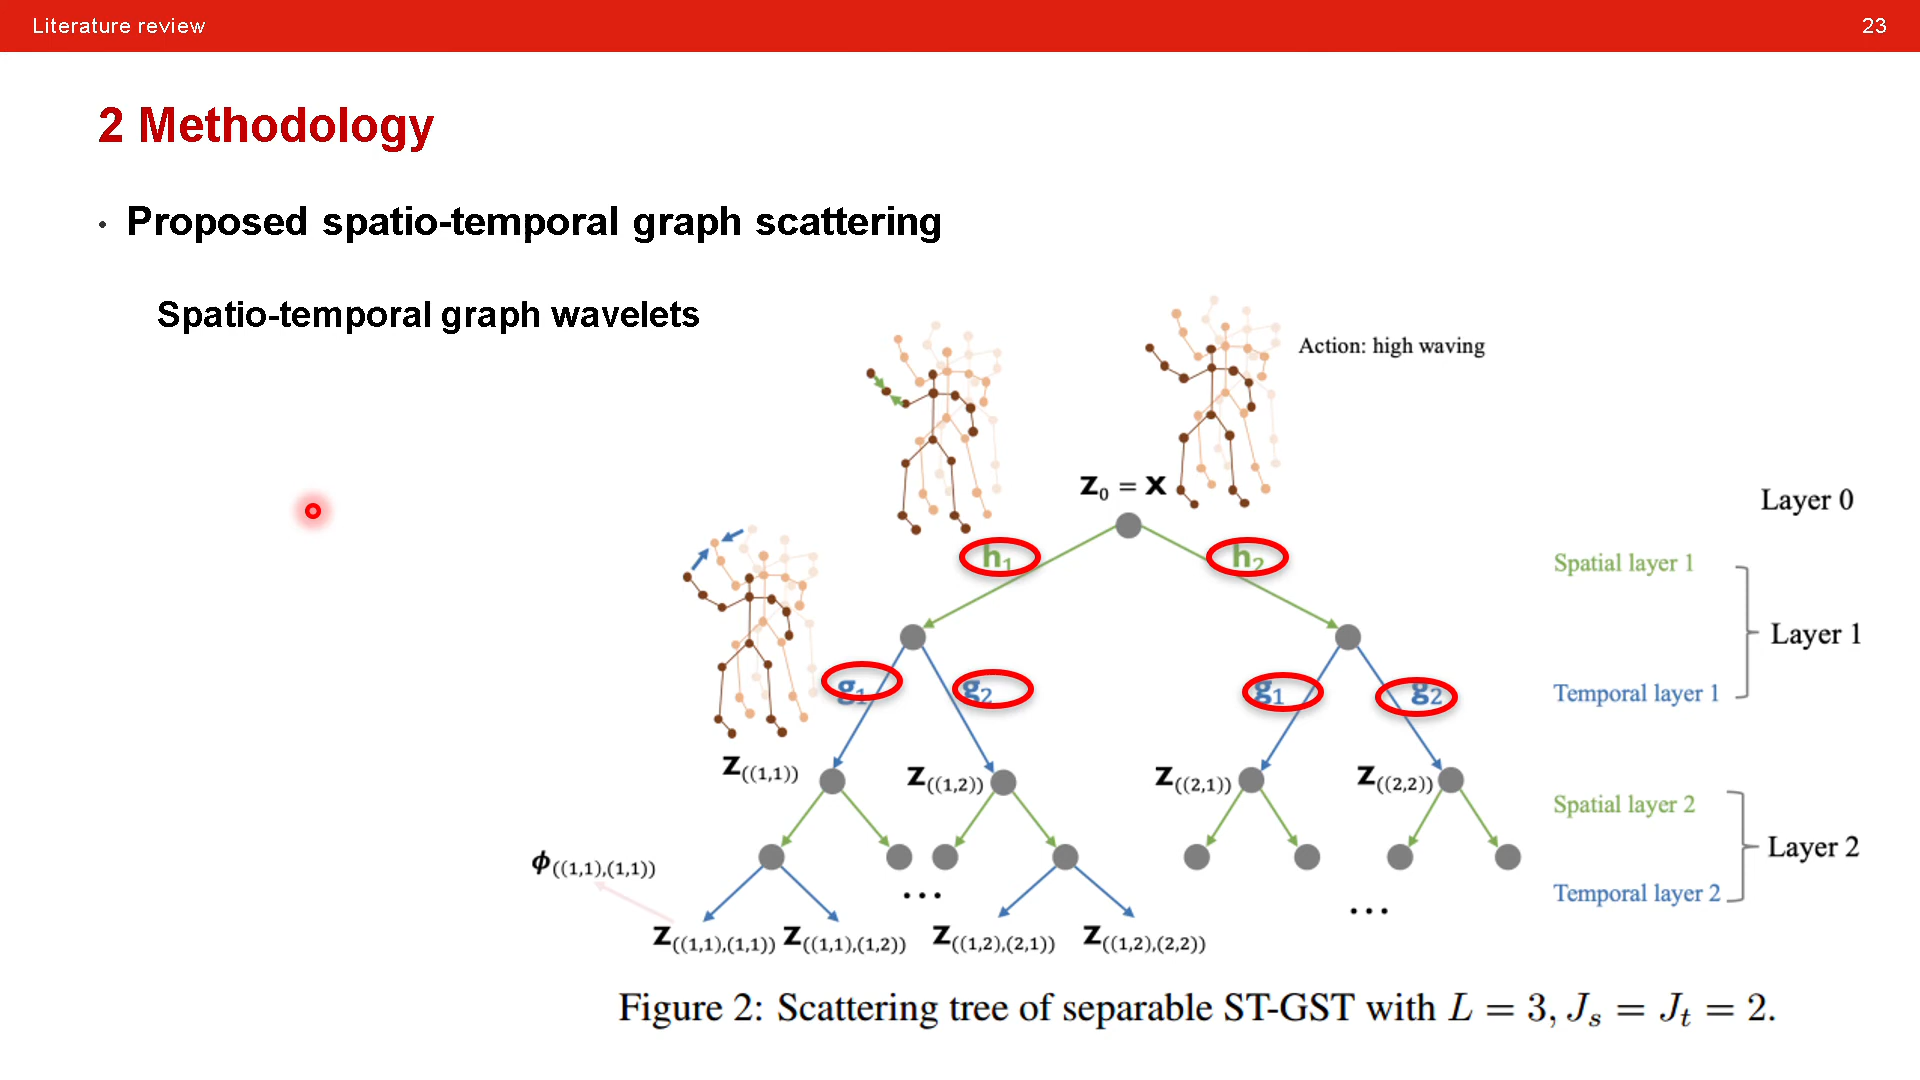 Literature review 23
2 Methodology
• Proposed spatio-temporal graph scattering
Spatio-temporal graph wavelets
Action: high waving
Z₀ = X
Layer 0
h₁ h₂
Spatial layer 1
Layer 1
g₁ g₂ g₁ g₂
Temporal layer 1
Z((1,1)) Z((1,2)) Z((2,1)) Z((2,2))
Spatial layer 2
Layer 2
ϕ((1,1),(1,1))
...
Temporal layer 2
...
Z((1,1),(1,1)) Z((1,1),(1,2)) Z((1,2),(2,1)) Z((1,2),(2,2))
Figure 2: Scattering tree of separable ST-GST with L = 3, Jₛ = Jₜ = 2.